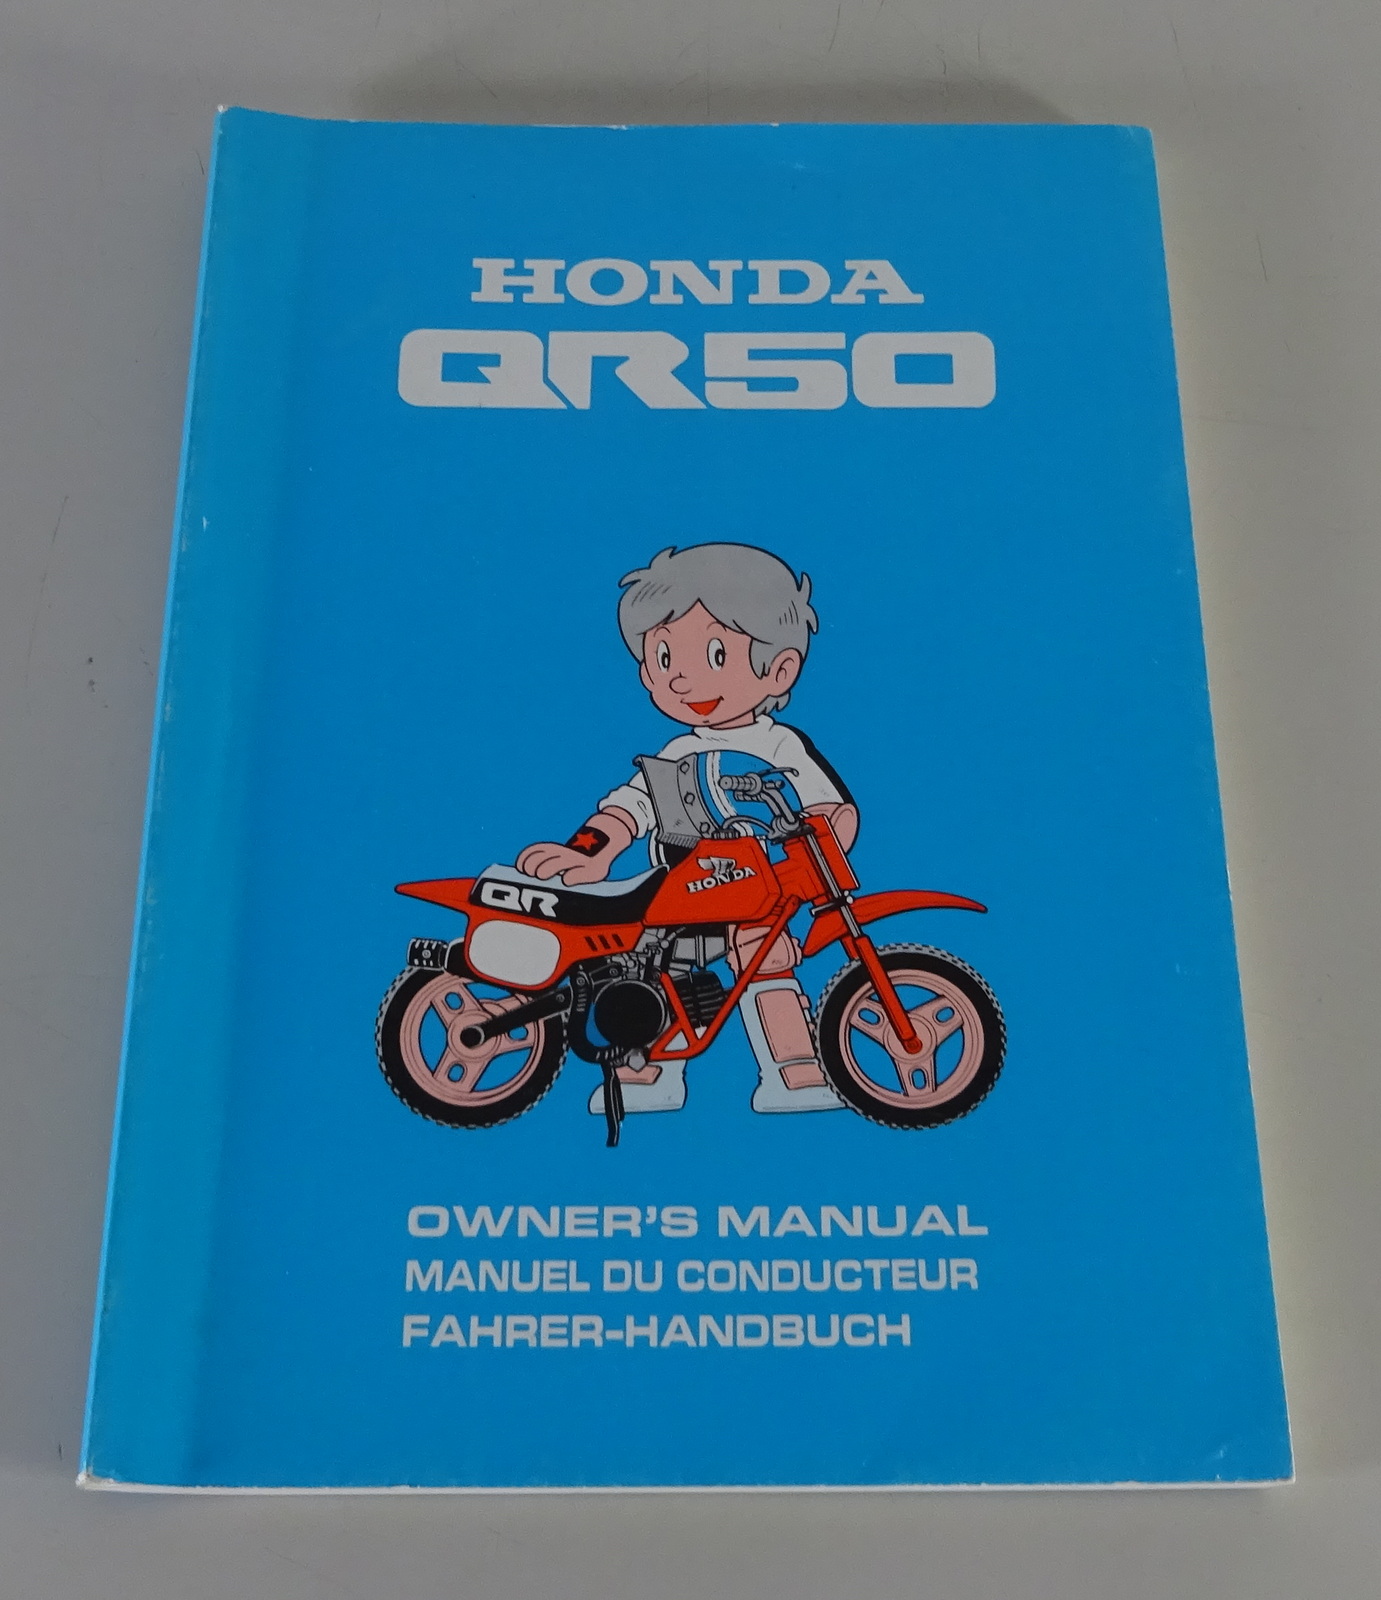 HONDA
QR50
HONDA
QR
OWNER'S MANUAL
MANUEL DU CONDUCTEUR
FAHRER-HANDBUCH